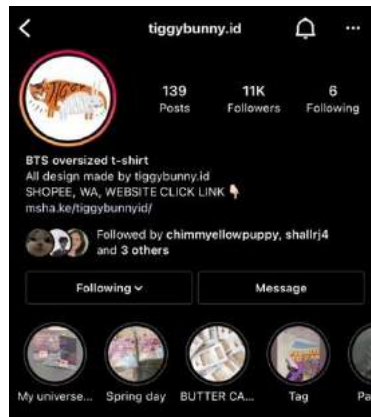 tiggybunny.id
TIGGY
139 11K 6
Posts Followers Following
BTS oversized t-shirt
All design made by tiggybunny.id
SHOPEE, WA, WEBSITE CLICK LINK 👇🏻
msha.ke/tiggybunnyid/
Followed by chimmyellowpuppy, shallrj4
and 3 others
Following
Message
My universe... Spring day BUTTER CA... Tag Pa